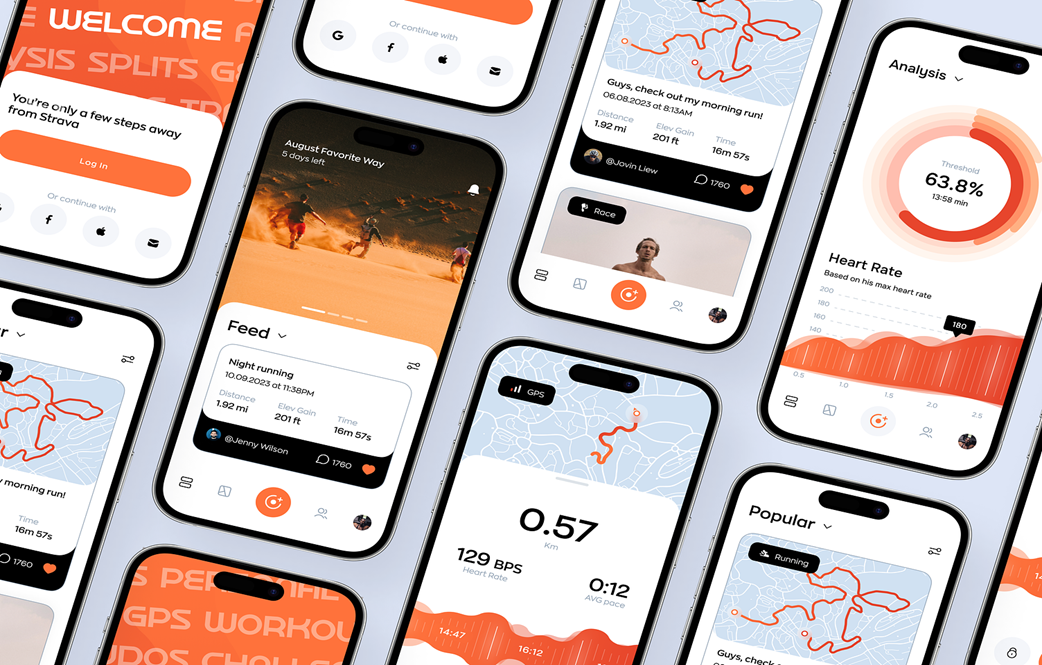 WELCOME
YSIS SPLITS
You're only a few steps away
from Strava
Log In
Or continue with
Or continue with
G
f
August Favorite Way
5 days left
Feed
Night running
10.09.2023 at 11:38PM
Distance
1.92 mi
Elev Gain
201 ft
Time
16m 57s
@Jenny Wilson
1760
Guys, check out my morning run!
06.08.2023 at 8:13AM
Distance
1.92 mi
Elev Gain
201 ft
Time
16m 57s
@Jovin Liew
1760
Race
Analysis
Threshold
63.8%
13:58 min
Heart Rate
Based on his max heart rate
200
180
160
140
180
0.5
1.0
1.5
2.0
2.5
y morning run!
Time
16m 57s
1760
S PERSONAL
GPS WORKOU
UDOS CHALLE
GPS
0.57
Km
129 BPS
Heart Rate
0:12
AVG pace
14:47
16:12
Popular
Running
Guys, check out my morning run!